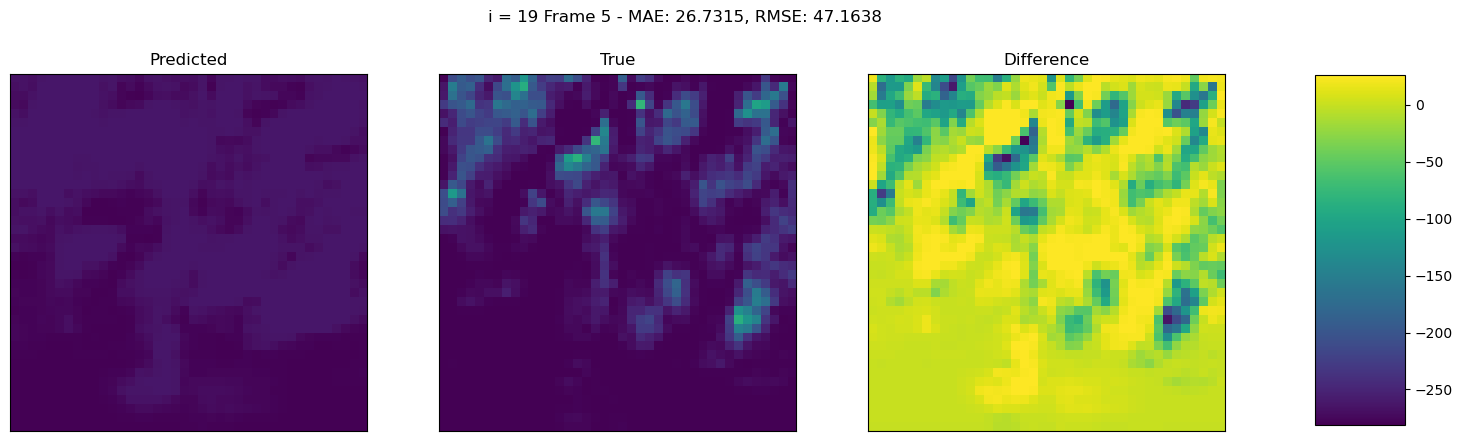 i = 19 Frame 5 - MAE: 26.7315, RMSE: 47.1638
Predicted
True
Difference
0
−50
−100
−150
−200
−250